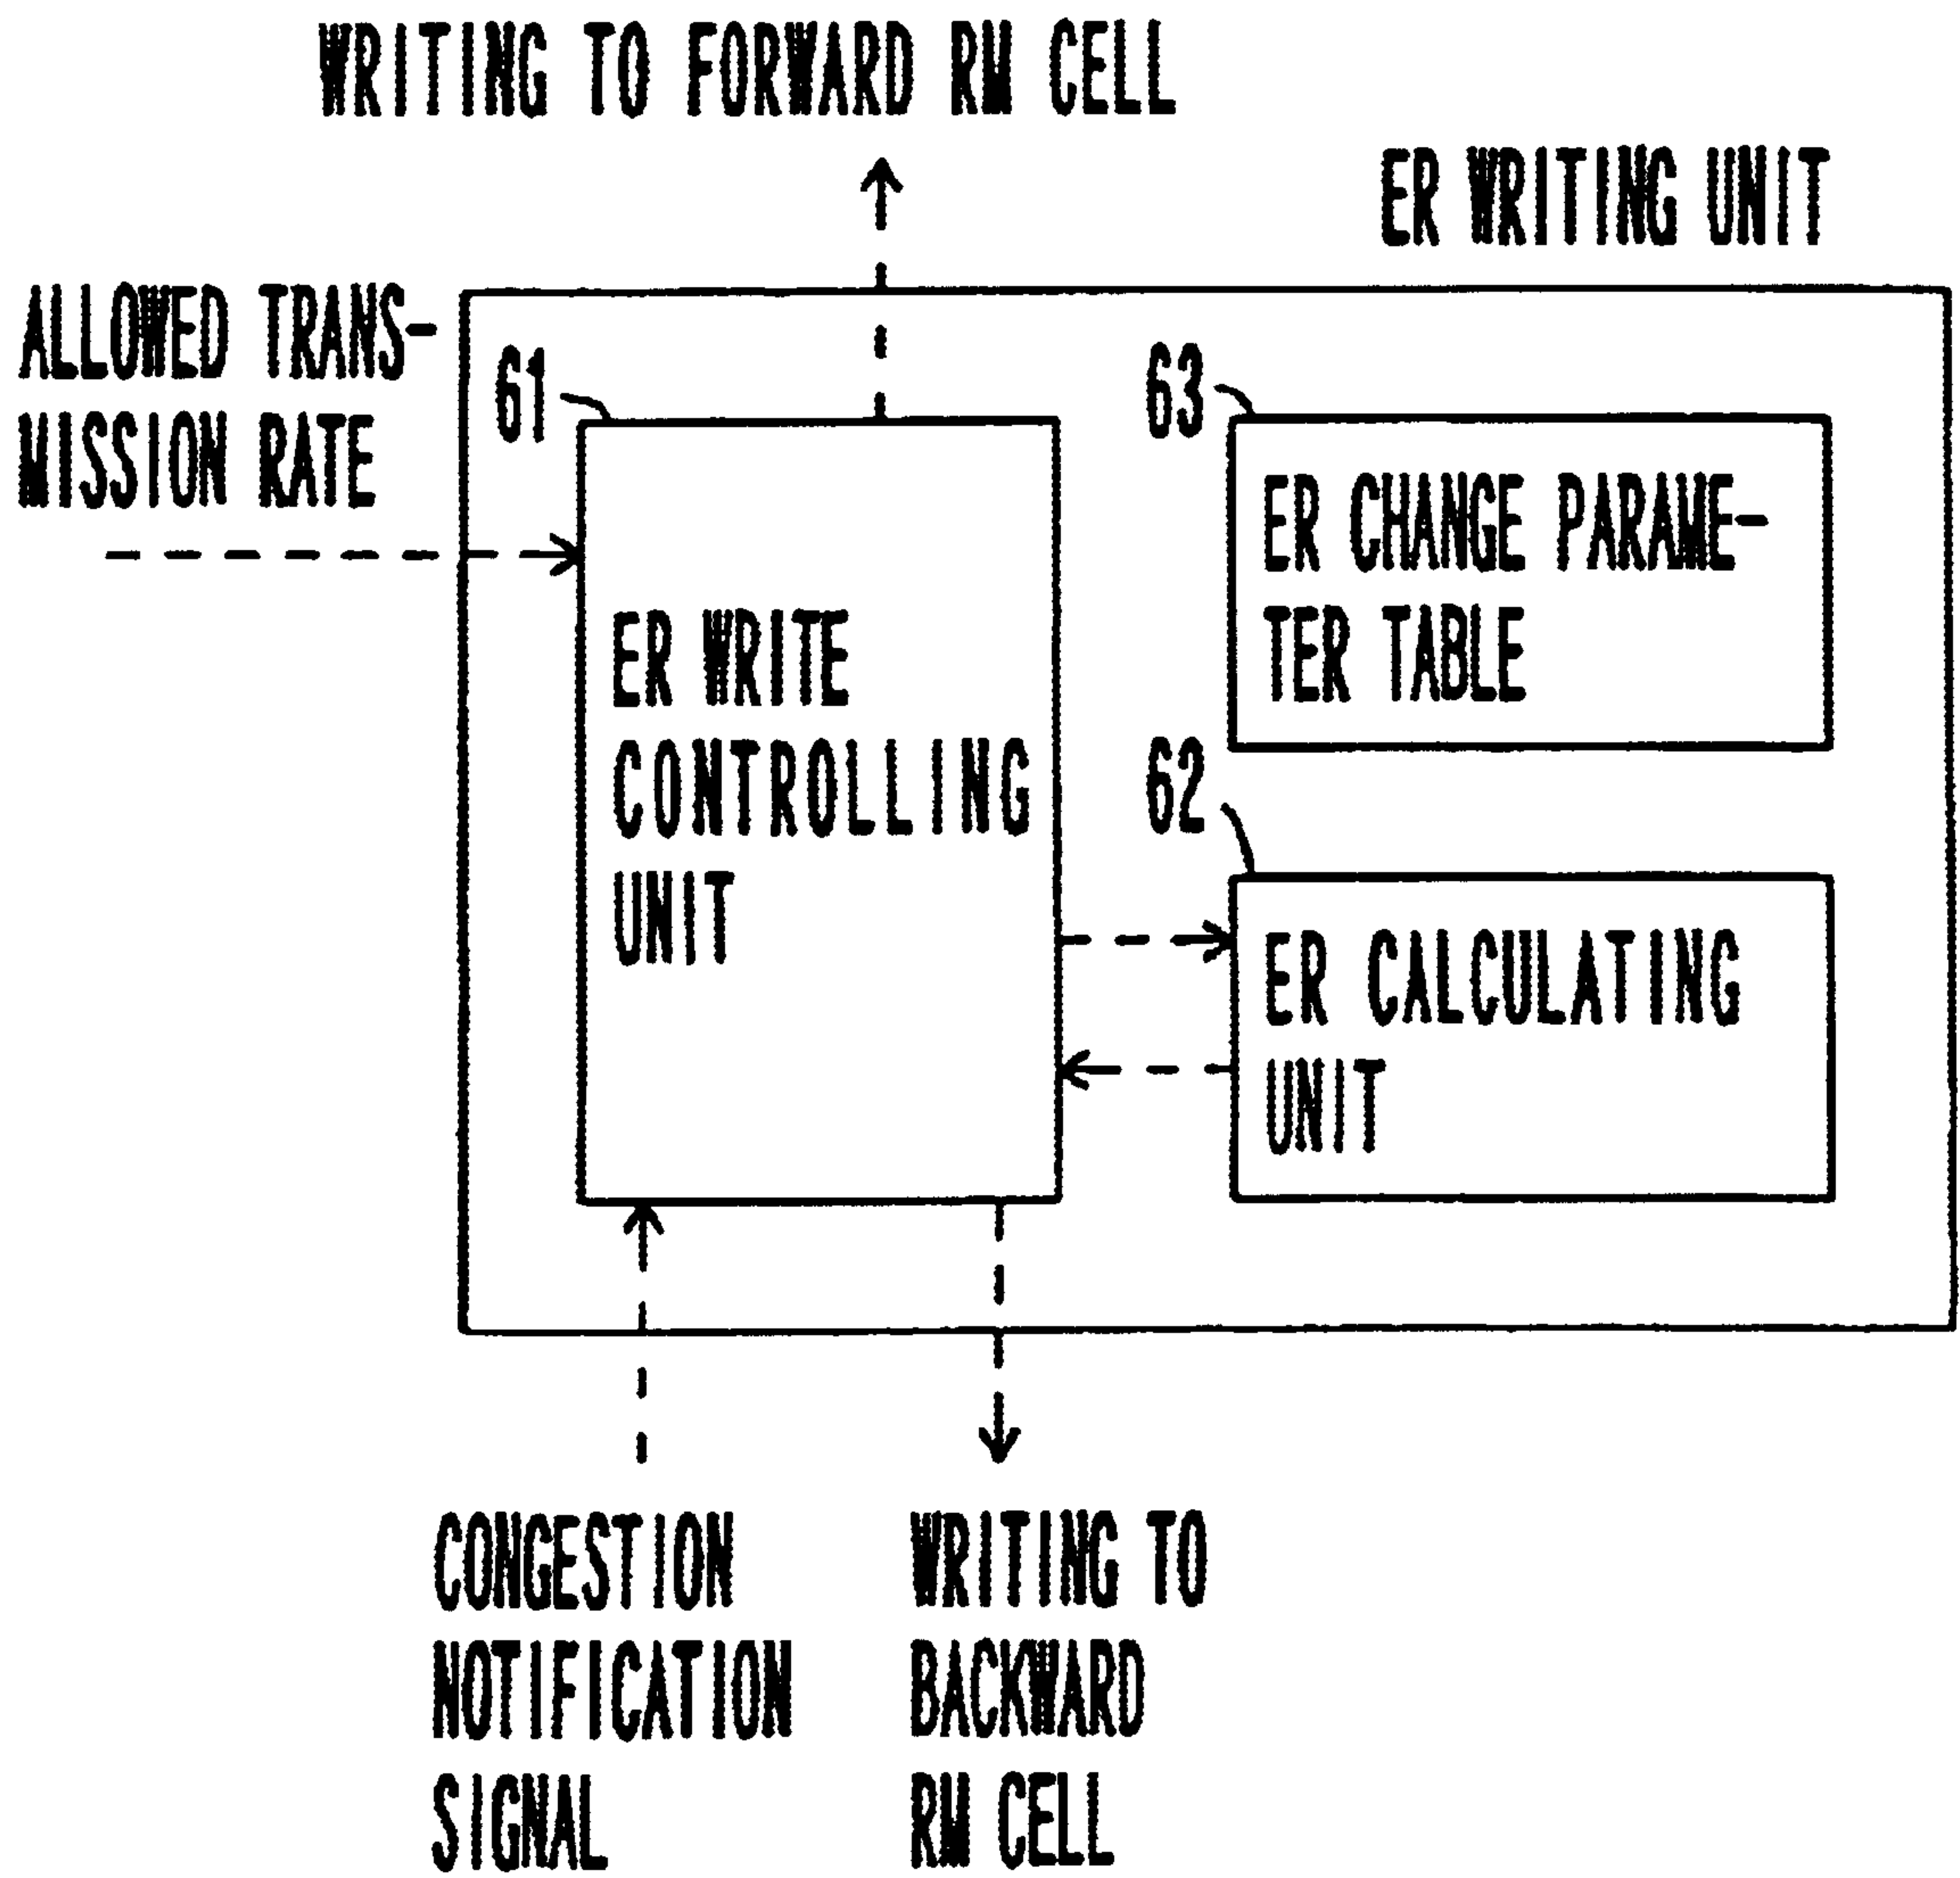 WRITING TO FORWARD RM CELL
ER WRITING UNIT
ALLOWED TRANS-
MISSION RATE
61
63
ER CHANGE PARAME-
TER TABLE
ER WRITE
CONTROLLING
UNIT
62
ER CALCULATING
UNIT
CONGESTION
NOTIFICATION
SIGNAL
WRITING TO
BACKWARD
RM CELL